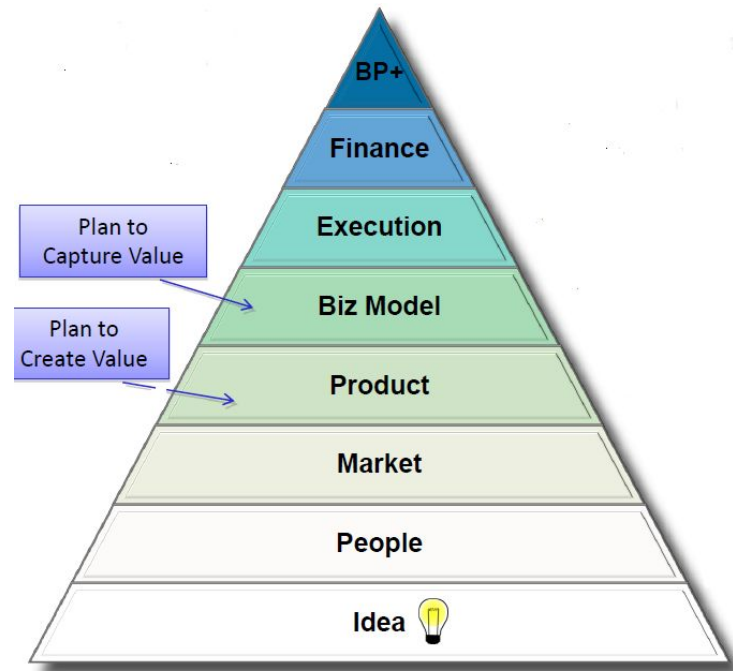 BP+
Finance
Execution
Plan to
Capture Value
Biz Model
Plan to
Create Value
Product
Market
People
Idea